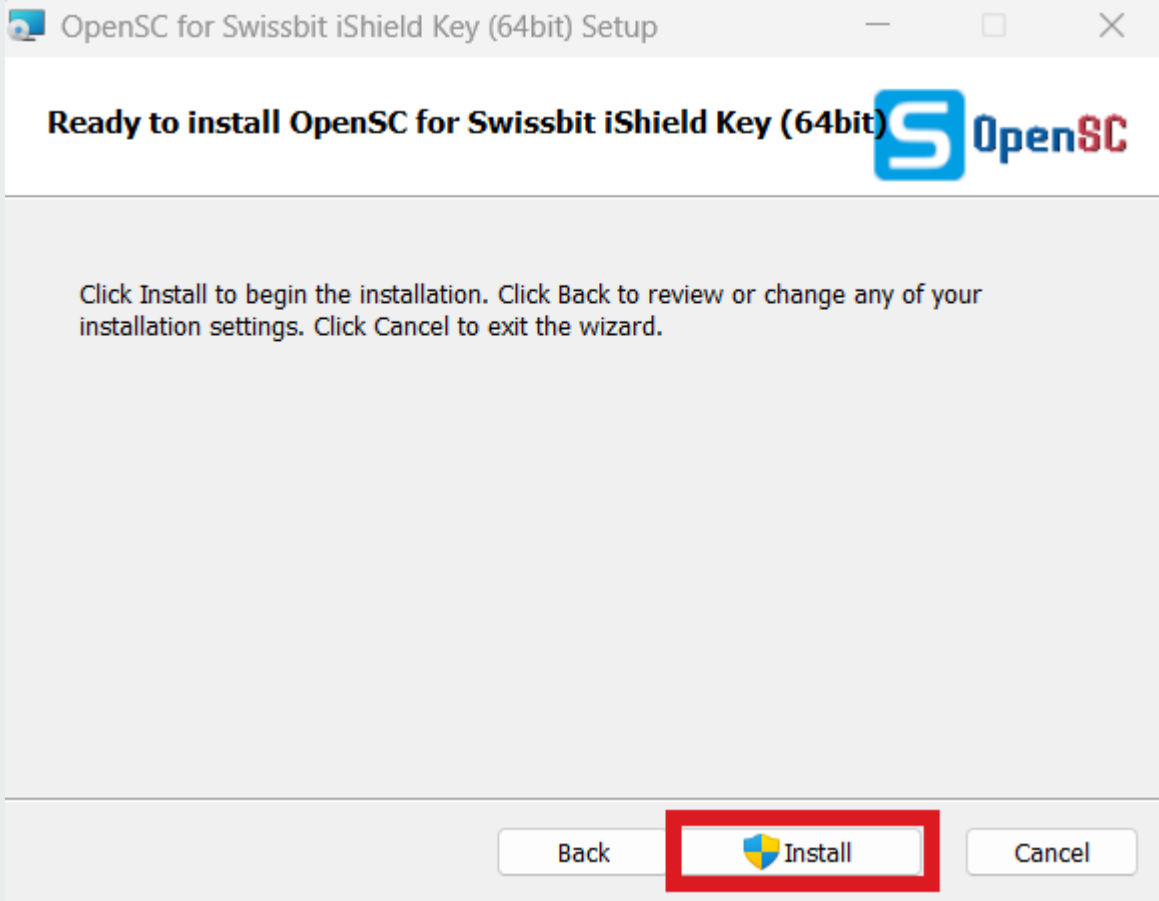 OpenSC for Swissbit iShield Key (64bit) Setup
Ready to install OpenSC for Swissbit iShield Key (64bit)
S OpenSC
Click Install to begin the installation. Click Back to review or change any of your
installation settings. Click Cancel to exit the wizard.
Back Install Cancel